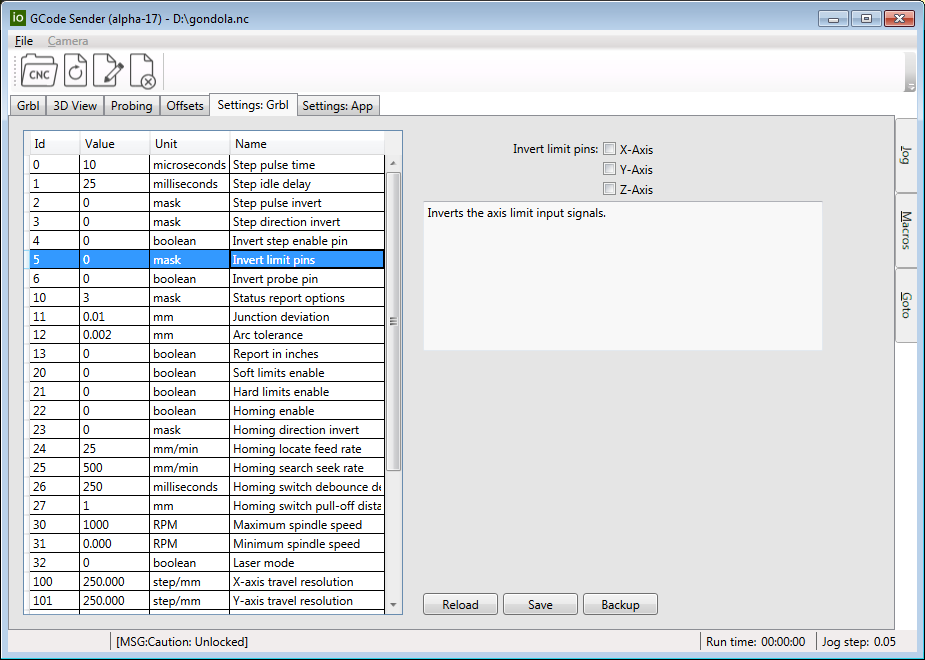 io GCode Sender (alpha-17) - D:\gondola.nc
File Camera
CNC
Grbl 3D View Probing Offsets Settings: Grbl Settings: App
Id Value Unit Name
0 10 microseconds Step pulse time
1 25 milliseconds Step idle delay
2 0 mask Step pulse invert
3 0 mask Step direction invert
4 0 boolean Invert step enable pin
5 0 mask Invert limit pins
6 0 boolean Invert probe pin
10 3 mask Status report options
11 0.01 mm Junction deviation
12 0.002 mm Arc tolerance
13 0 boolean Report in inches
20 0 boolean Soft limits enable
21 0 boolean Hard limits enable
22 0 boolean Homing enable
23 0 mask Homing direction invert
24 25 mm/min Homing locate feed rate
25 500 mm/min Homing search seek rate
26 250 milliseconds Homing switch debounce de
27 1 mm Homing switch pull-off dista
30 1000 RPM Maximum spindle speed
31 0.000 RPM Minimum spindle speed
32 0 boolean Laser mode
100 250.000 step/mm X-axis travel resolution
101 250.000 step/mm Y-axis travel resolution
Invert limit pins: X-Axis
Y-Axis
Z-Axis
Inverts the axis limit input signals.
Reload Save Backup
Jog
Macros
Goto
[MSG:Caution: Unlocked] Run time: 00:00:00 Jog step: 0.05